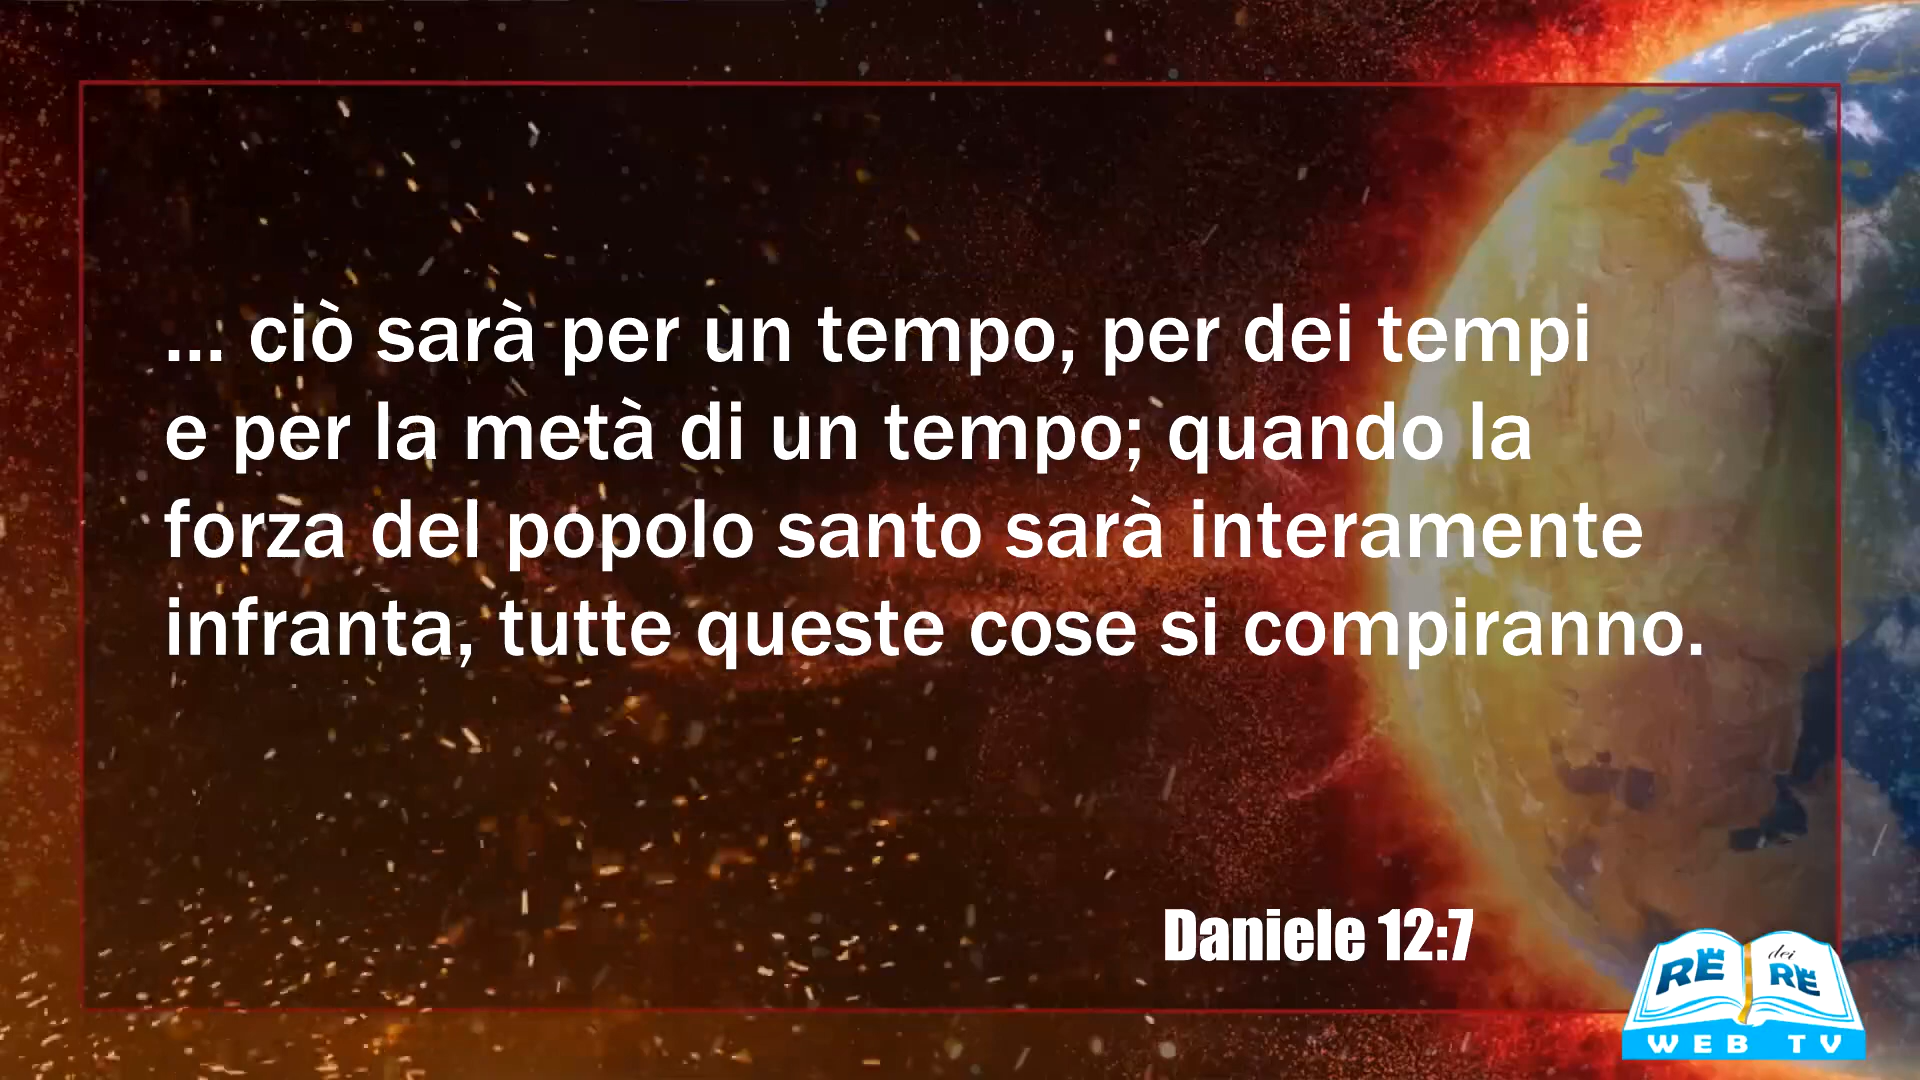 ... ciò sarà per un tempo, per dei tempi
e per la metà di un tempo; quando la
forza del popolo santo sarà interamente
infranta, tutte queste cose si compiranno.
Daniele 12:7
RE dei RE
WEB TV